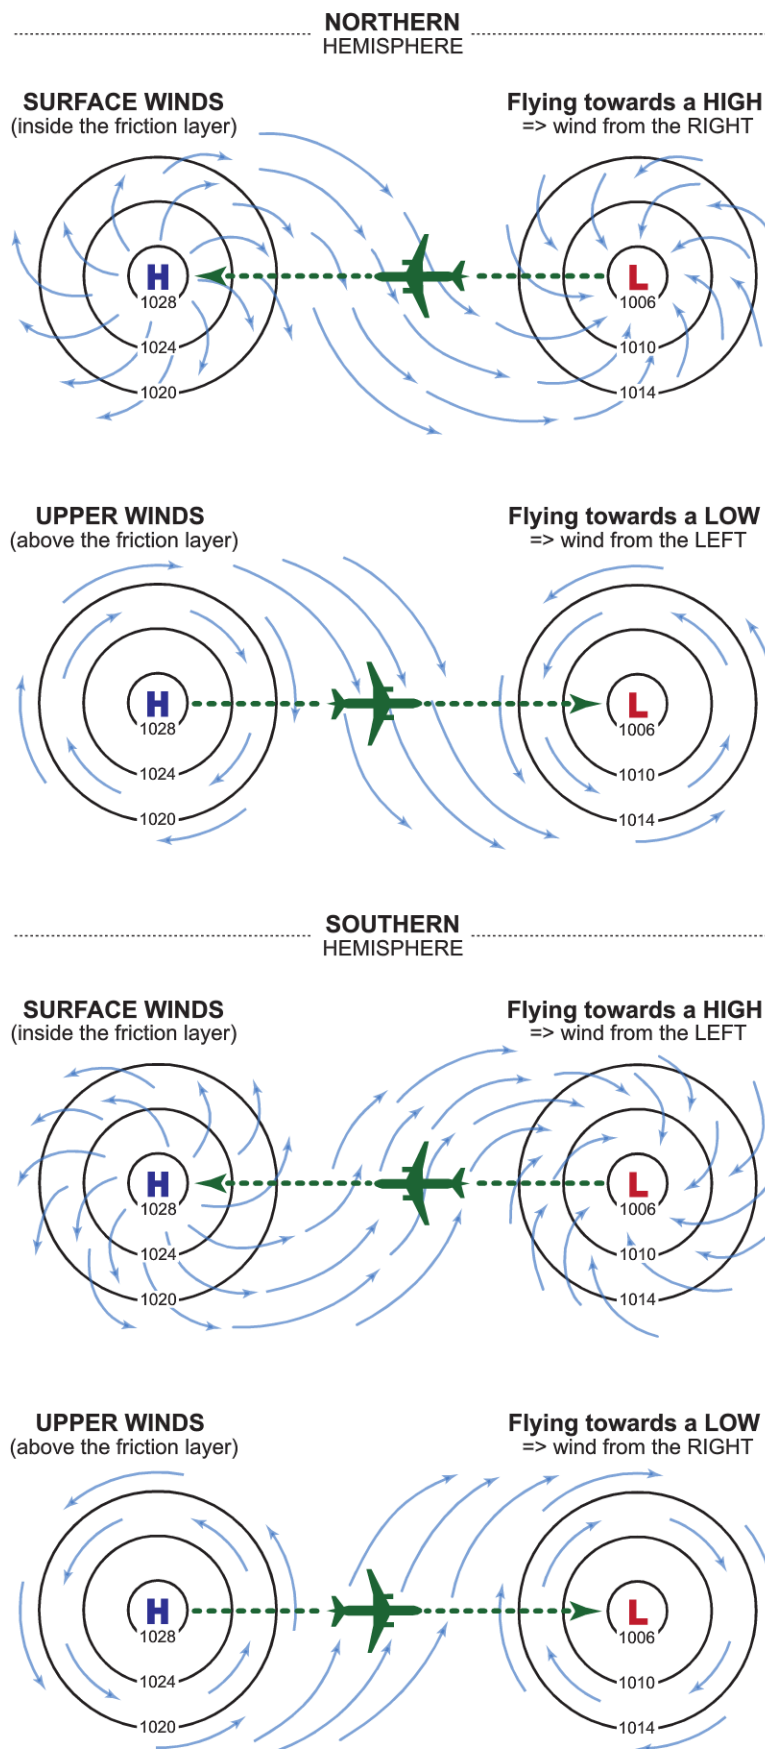 NORTHERN
HEMISPHERE
SURFACE WINDS
(inside the friction layer)
Flying towards a HIGH
=> wind from the RIGHT
H
1028
1024
1020
L
1006
1010
1014
UPPER WINDS
(above the friction layer)
Flying towards a LOW
=> wind from the LEFT
H
1028
1024
1020
L
1006
1010
1014
SOUTHERN
HEMISPHERE
SURFACE WINDS
(inside the friction layer)
Flying towards a HIGH
=> wind from the LEFT
H
1028
1024
1020
L
1006
1010
1014
UPPER WINDS
(above the friction layer)
Flying towards a LOW
=> wind from the RIGHT
H
1028
1024
1020
L
1006
1010
1014